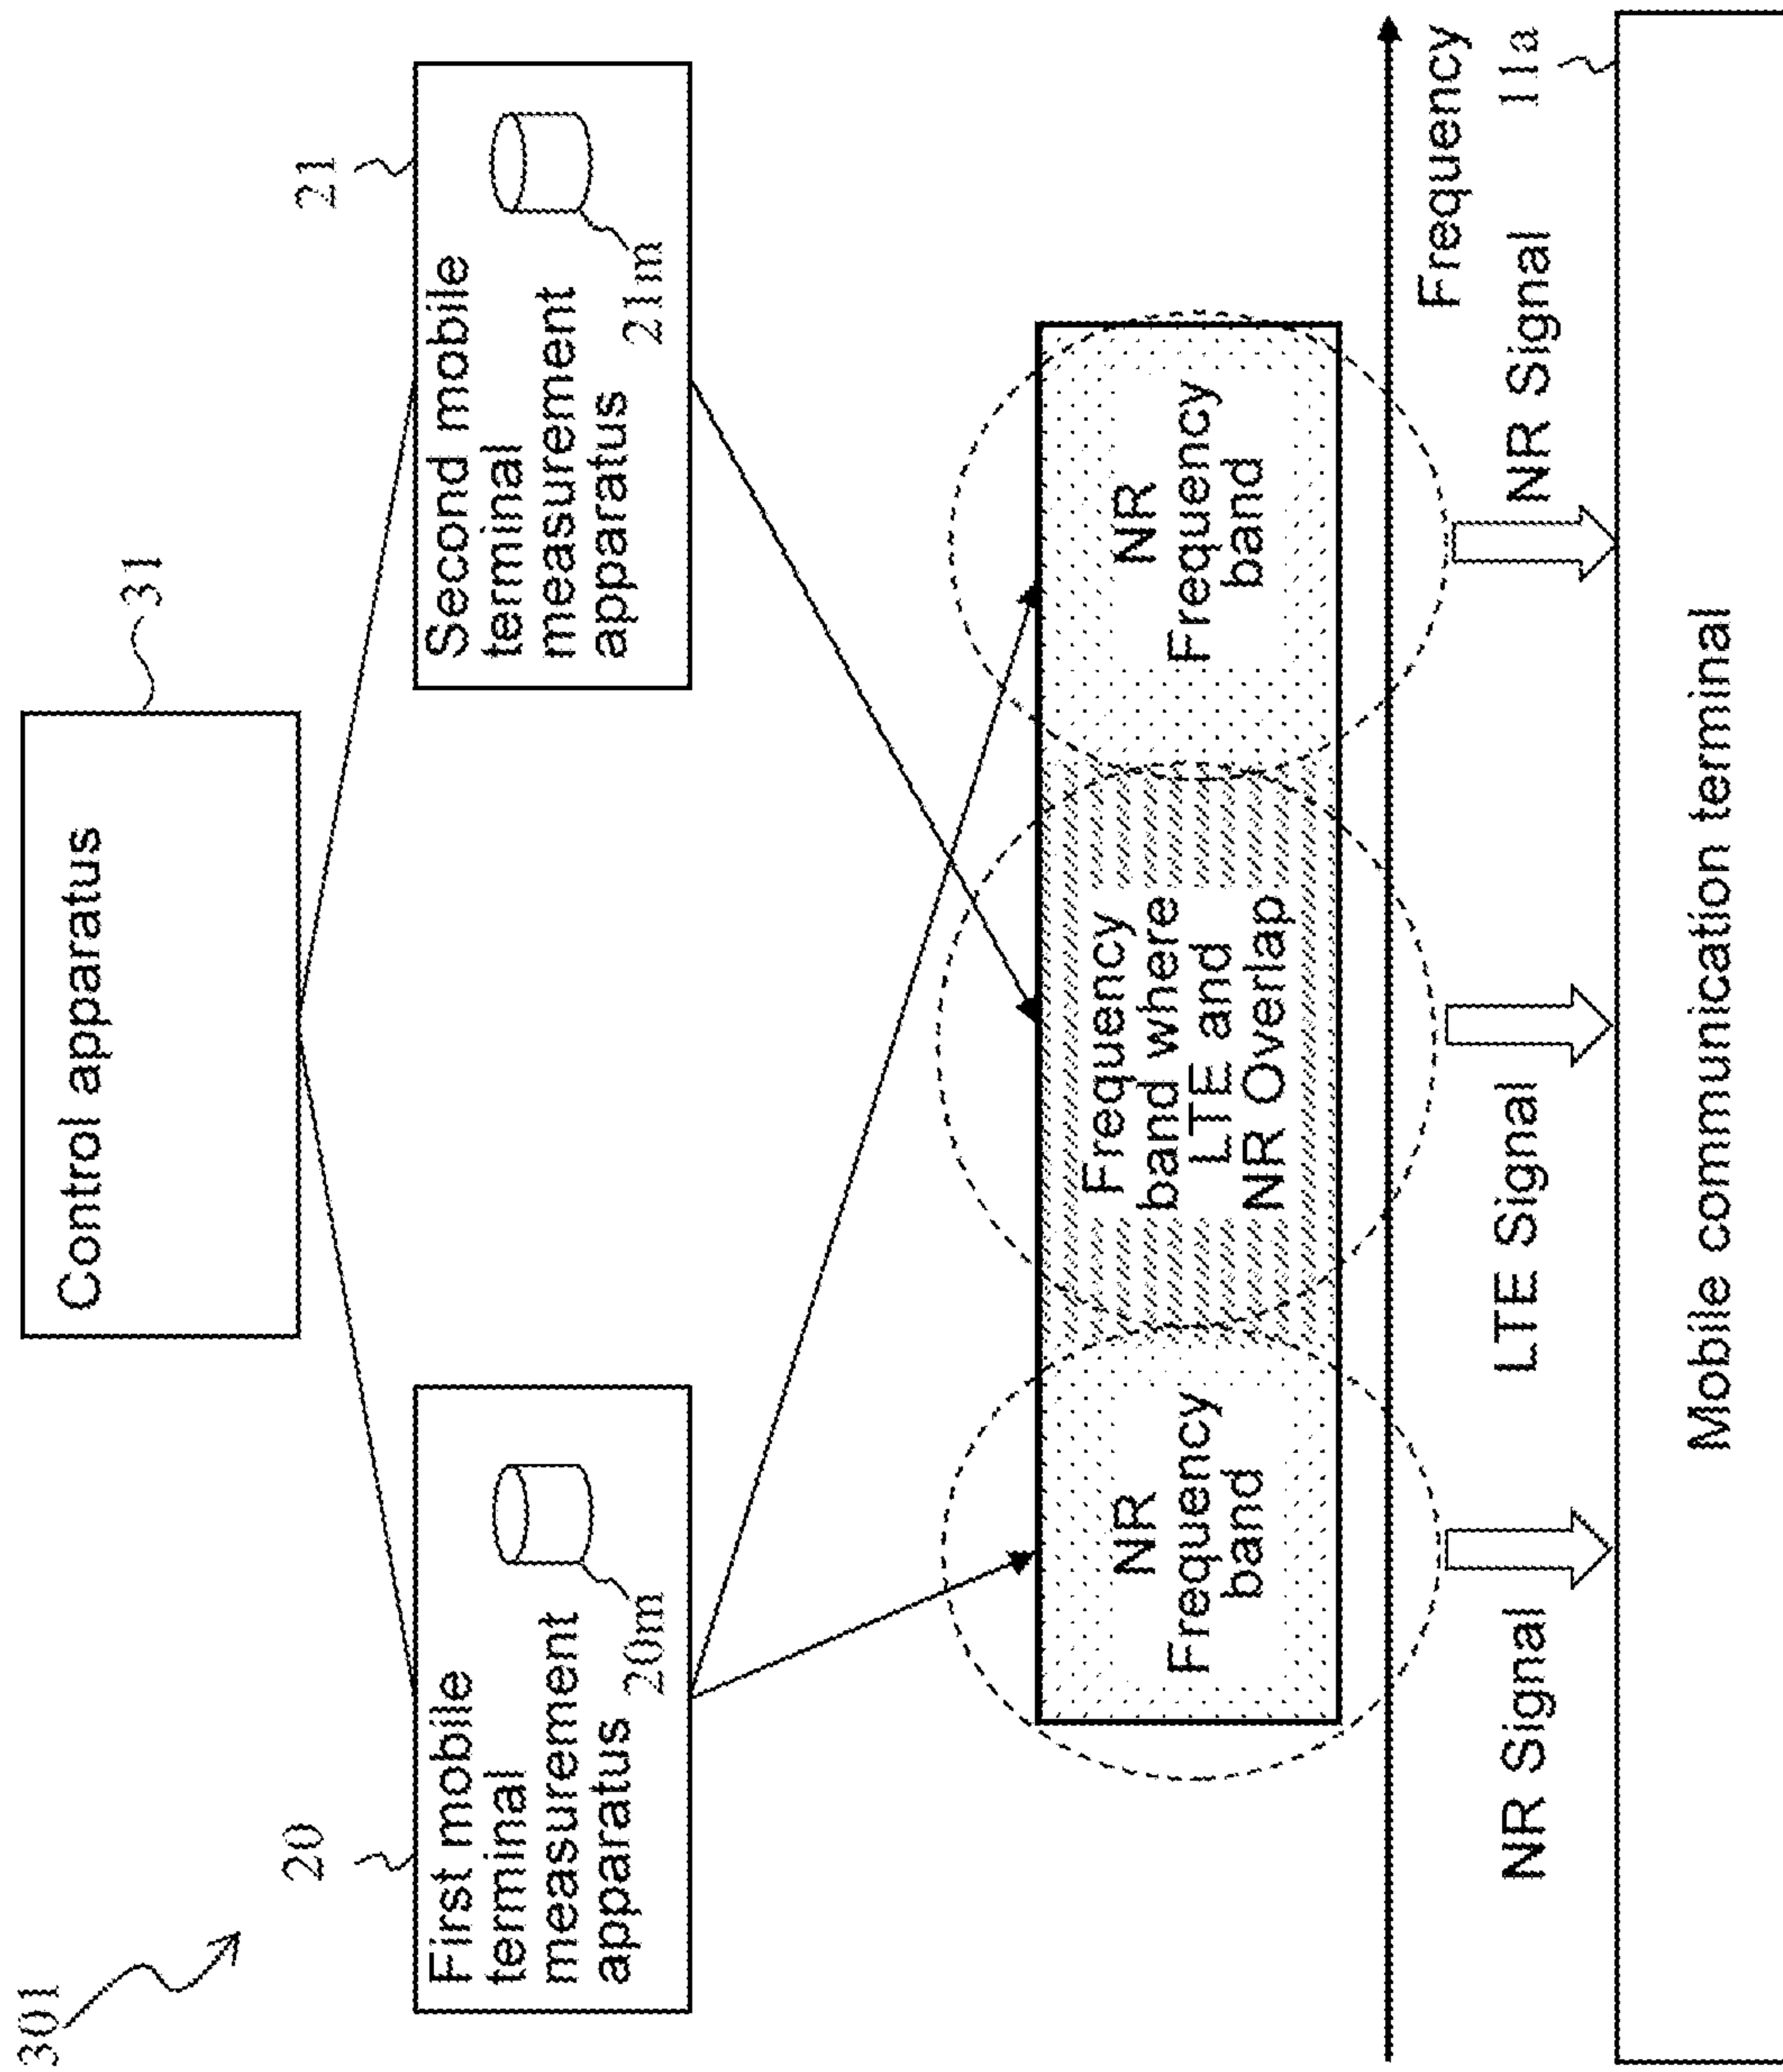 301
Control apparatus
31
20
First mobile
terminal
measurement
apparatus
20m
21
Second mobile
terminal
measurement
apparatus
21m
NR
Frequency
band
Frequency
band where
LTE and
NR Overlap
NR
Frequency
band
Frequency
NR Signal
LTE Signal
NR Signal
11a
Mobile communication terminal